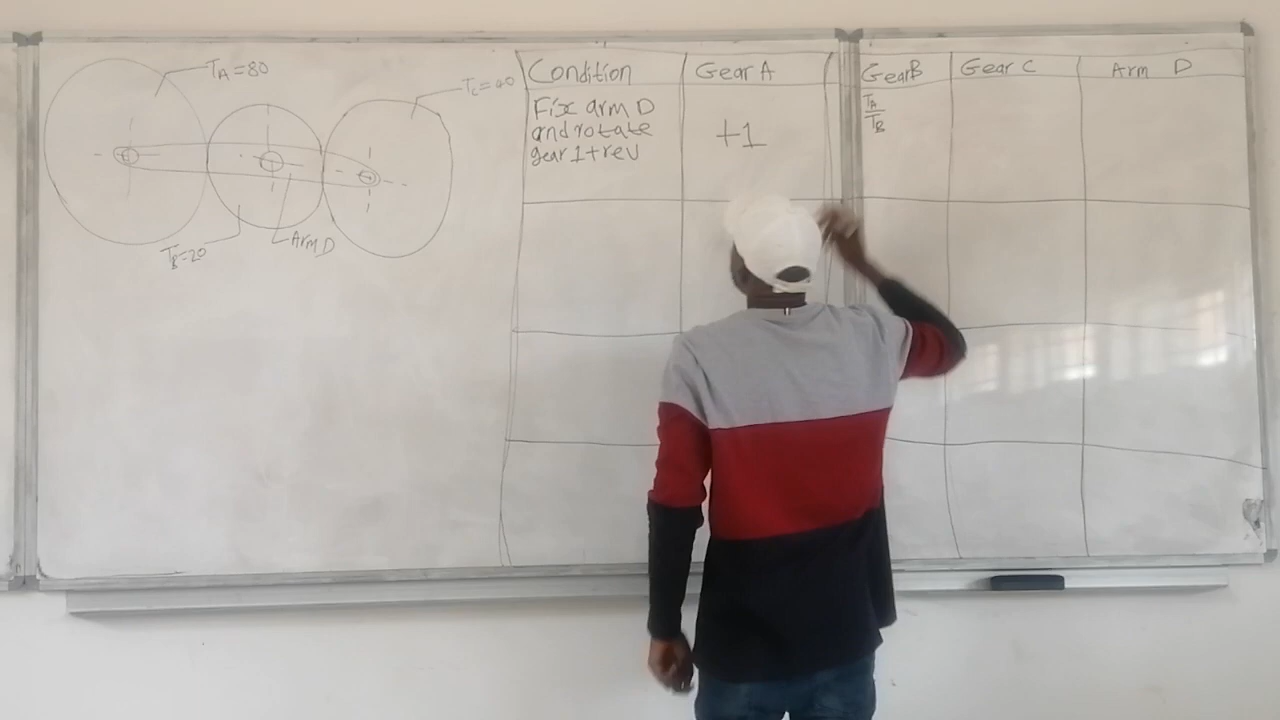 TA=80
TC=40
TB=20
Arm D
Condition
Gear A
Gear B
Gear C
Arm D
Fix arm D
and rotate
gear 1+rev
+1
TA
TB